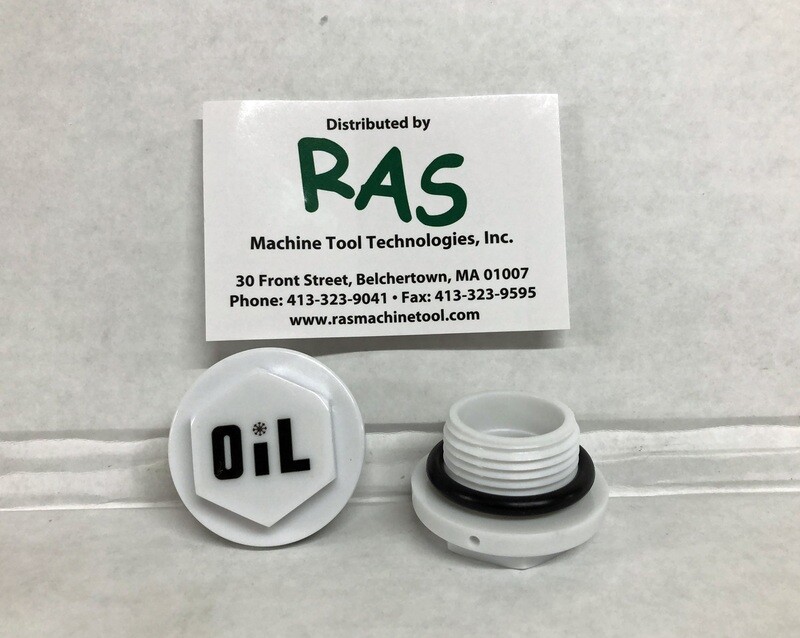 Distributed by
RAS
Machine Tool Technologies, Inc.
30 Front Street, Belchertown, MA 01007
Phone: 413-323-9041 • Fax: 413-323-9595
www.rasmachinetool.com
OiL